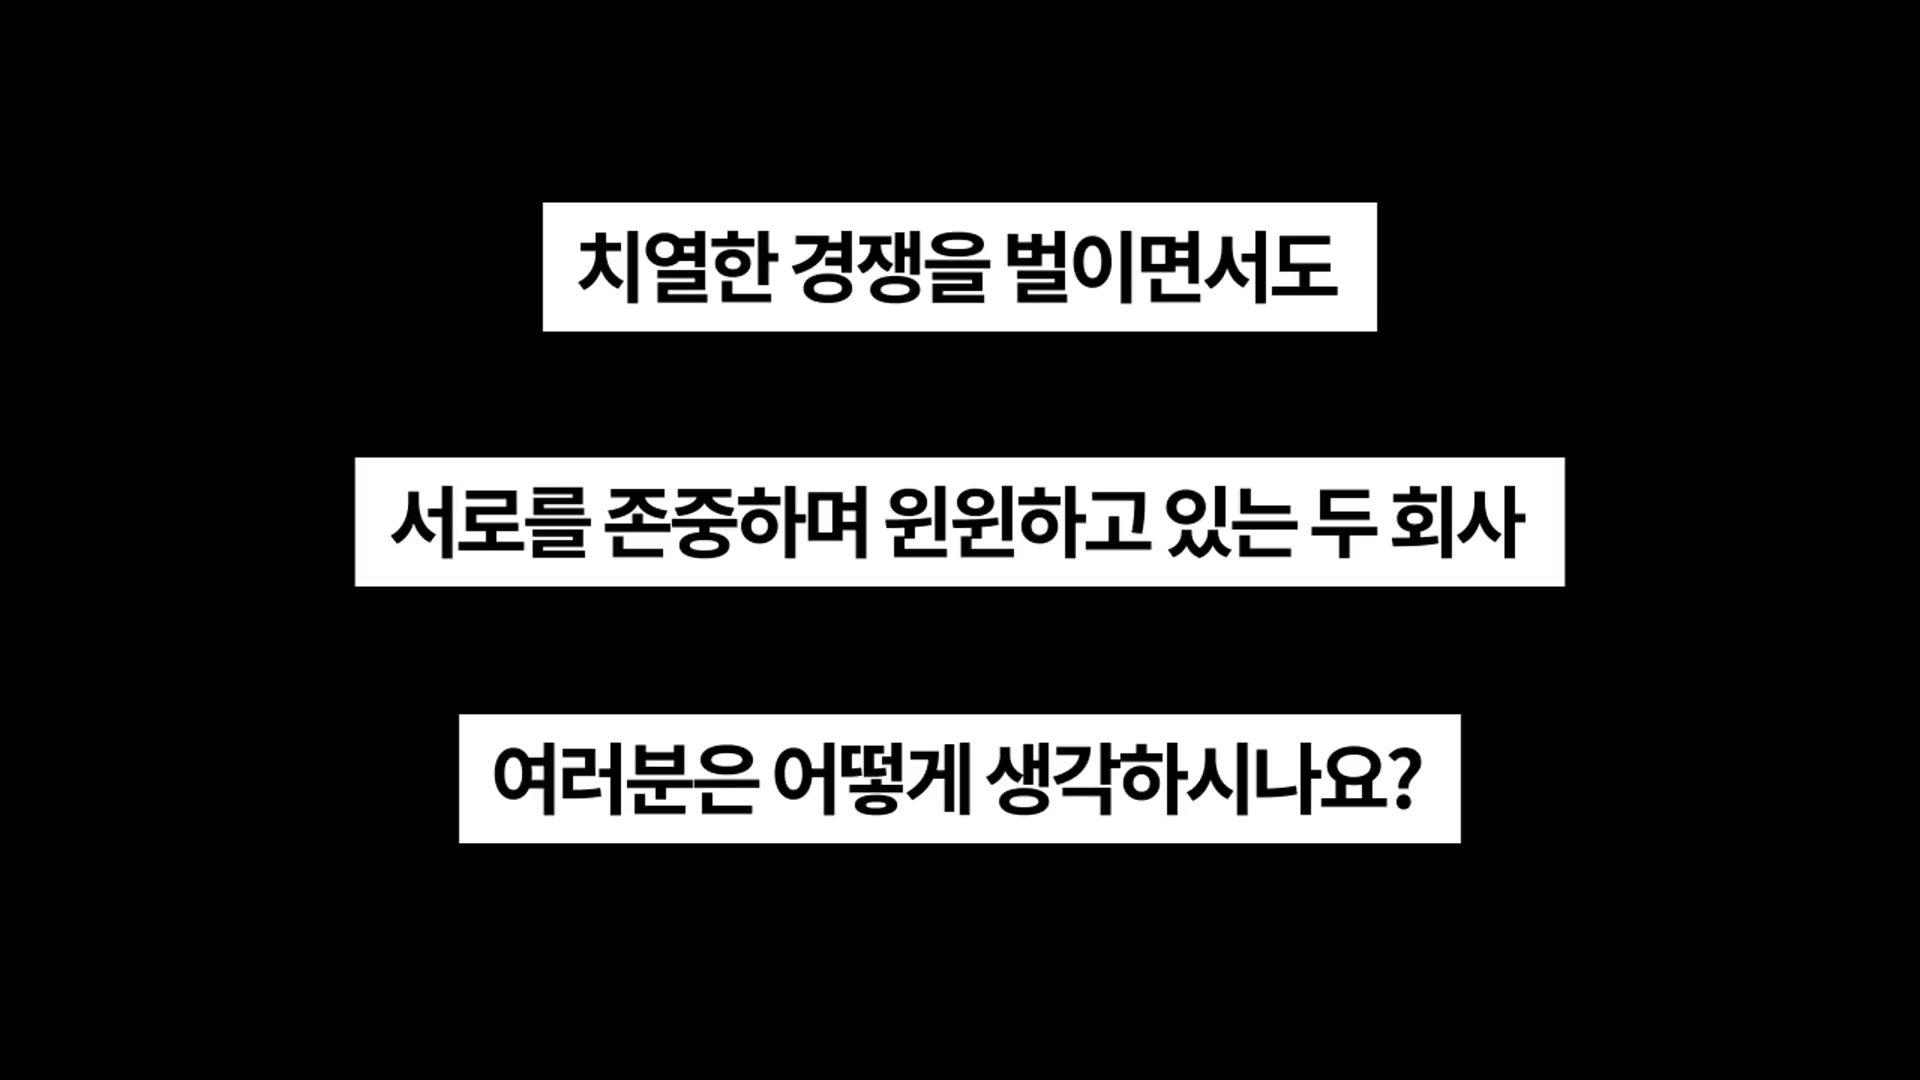 치열한 경쟁을 벌이면서도
서로를 존중하며 윈윈하고 있는 두 회사
여러분은 어떻게 생각하시나요?